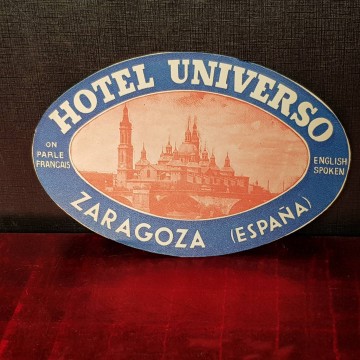 HOTEL UNIVERSO
ON
PARLE
FRANÇAIS
ENGLISH
SPOKEN
ZARAGOZA (ESPAÑA)